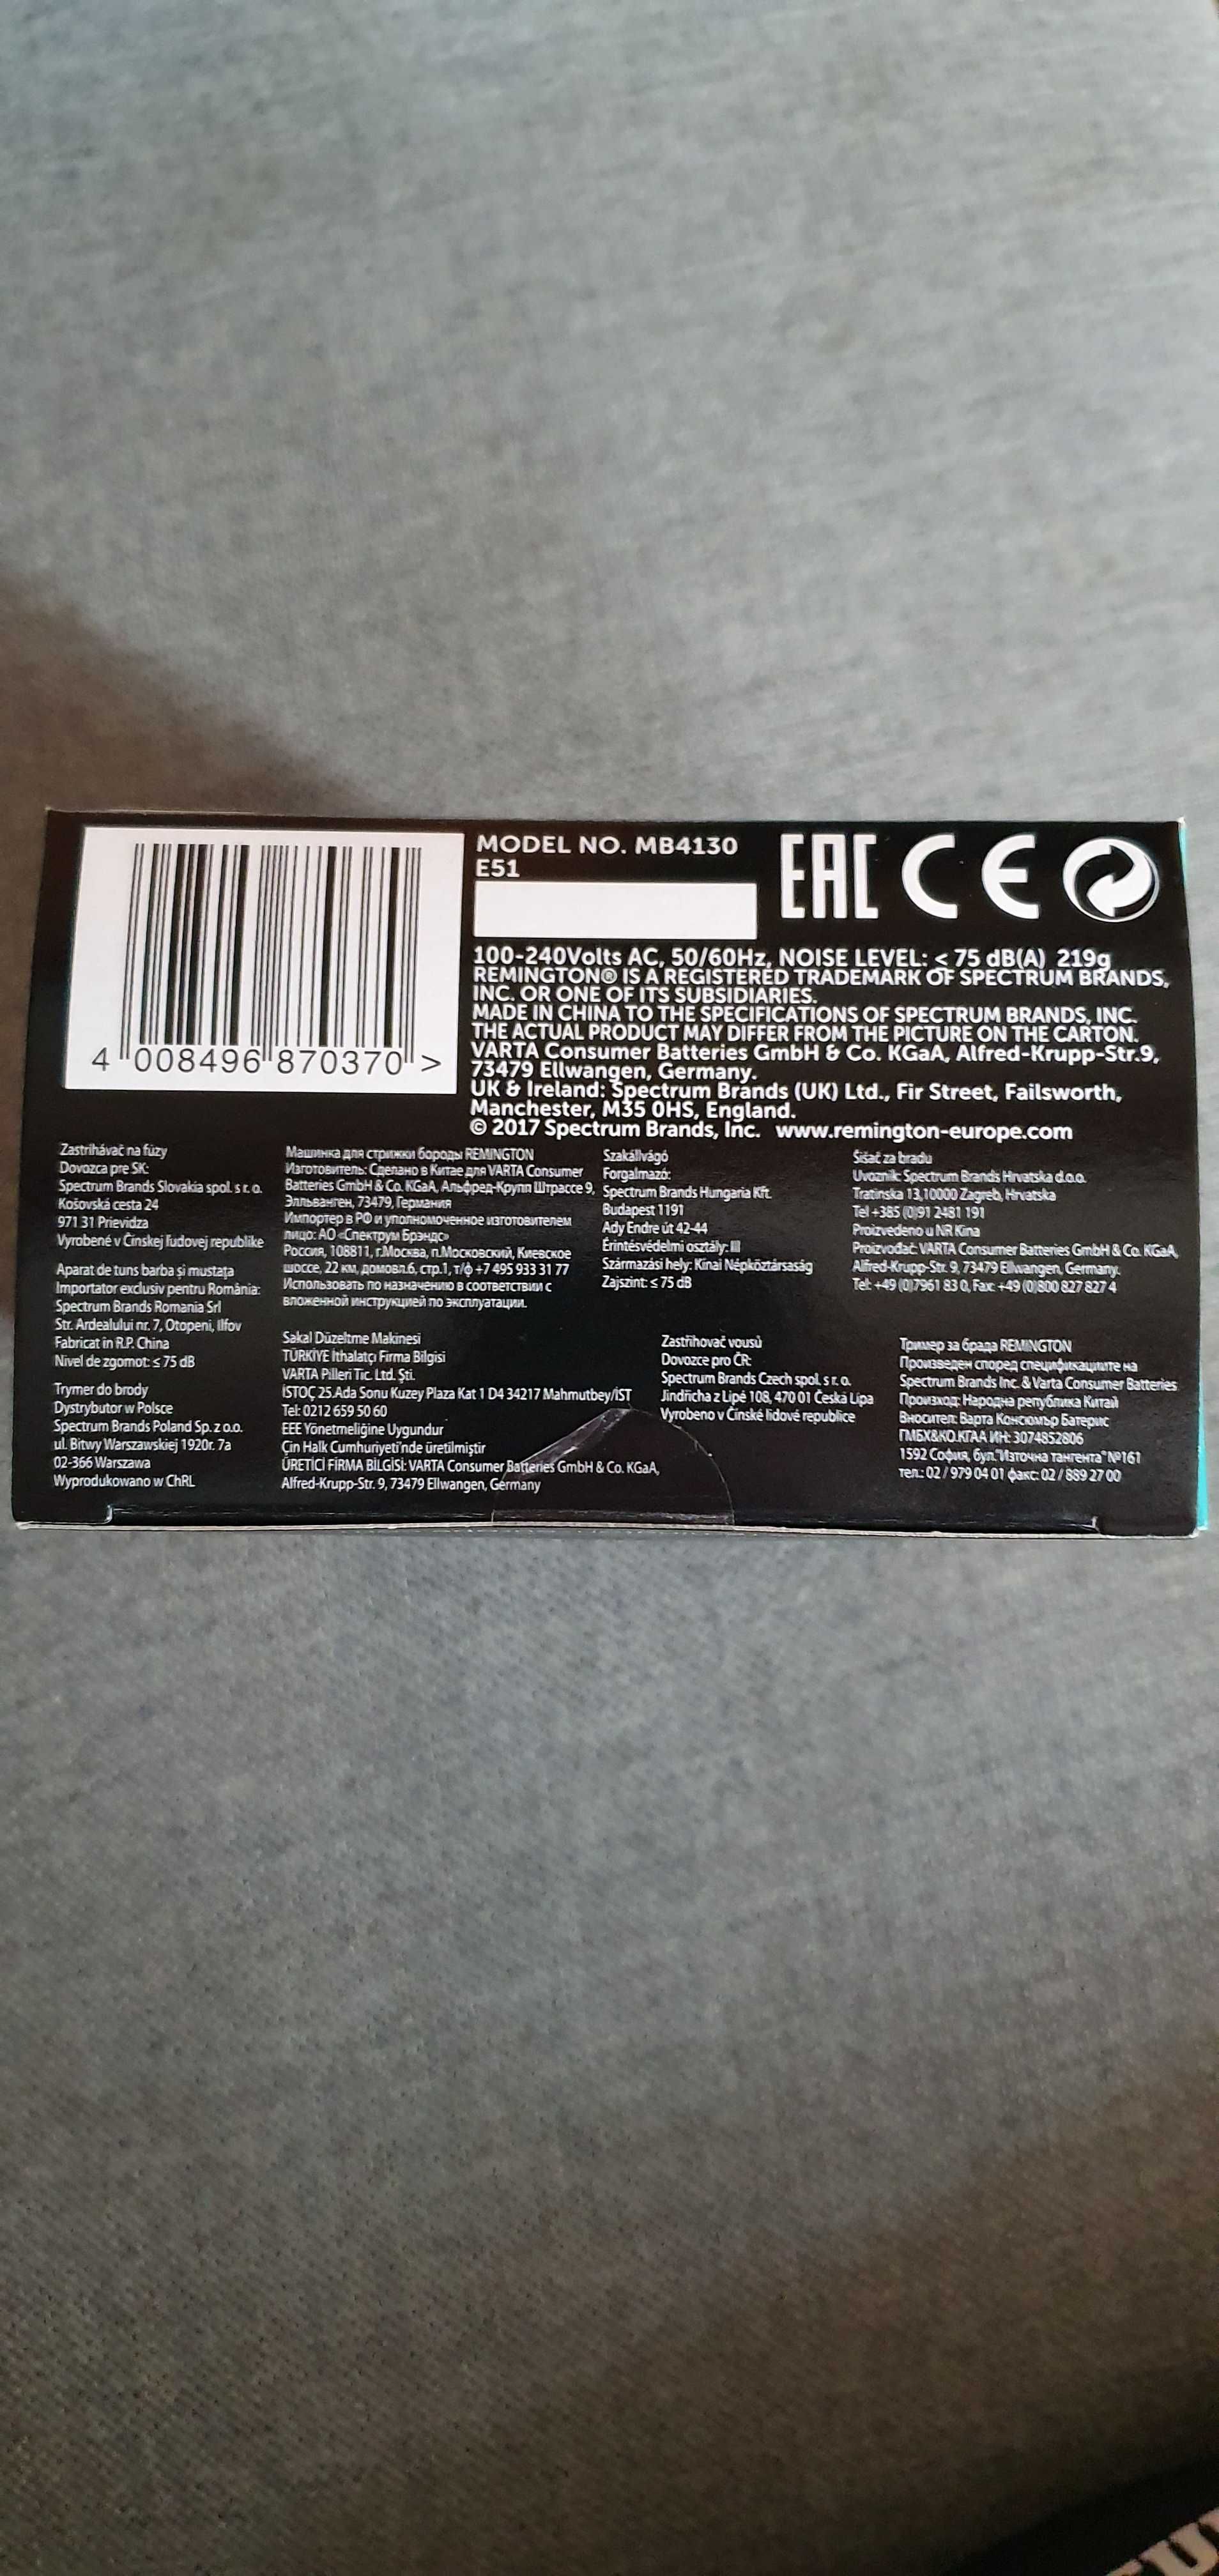 MODEL NO. MB4130
E51
EAC CE
4 008496 870370 >
100-240Volts AC, 50/60Hz, NOISE LEVEL: < 75 dB(A) 219g
REMINGTON® IS A REGISTERED TRADEMARK OF SPECTRUM BRANDS,
INC. OR ONE OF ITS SUBSIDIARIES.
MADE IN CHINA TO THE SPECIFICATIONS OF SPECTRUM BRANDS, INC.
THE ACTUAL PRODUCT MAY DIFFER FROM THE PICTURE ON THE CARTON.
VARTA Consumer Batteries GmbH & Co. KGaA, Alfred-Krupp-Str.9,
73479 Ellwangen, Germany.
UK & Ireland: Spectrum Brands (UK) Ltd., Fir Street, Failsworth,
Manchester, M35 0HS, England.
© 2017 Spectrum Brands, Inc. www.remington-europe.com
Zastrihávač na fúzy
Dovozca pre SK:
Spectrum Brands Slovakia spol. s r. o.
Košovská cesta 24
971 31 Prievidza
Vyrobené v Čínskej ľudovej republike
Aparat de tuns barba și mustața
Importator exclusiv pentru România:
Spectrum Brands Romania Srl
Str. Ardealului nr. 7, Otopeni, Ilfov
Fabricat in R.P. China
Nivel de zgomot: ≤ 75 dB
Trymer do brody
Dystrybutor w Polsce
Spectrum Brands Poland Sp. z o.o.
ul. Bitwy Warszawskiej 1920r. 7a
02-366 Warszawa
Wyprodukowano w ChRL
Машинка для стрижки бороды REMINGTON
Изготовитель: Сделано в Китае для VARTA Consumer
Batteries GmbH & Co. KGaA, Альфред-Крупп Штрассе 9,
Элльванген, 73479, Германия
Импортер в РФ и уполномоченное изготовителем
лицо: АО «Спектрум Брэндс»
Россия, 108811, г.Москва, п.Московский, Киевское
шоссе, 22 км, домовл.6, стр.1, т/ф +7 495 933 31 77
Использовать по назначению в соответствии с
вложенной инструкцией по эксплуатации.
Sakal Düzeltme Makinesi
TÜRKİYE İthalatçı Firma Bilgisi
VARTA Pilleri Tic. Ltd. Şti.
İSTOÇ 25.Ada Sonu Kuzey Plaza Kat 1 D4 34217 Mahmutbey/İST
Tel: 0212 659 50 60
EEE Yönetmeliğine Uygundur
Çin Halk Cumhuriyeti'nde üretilmiştir
ÜRETİCİ FİRMA BİLGİSİ: VARTA Consumer Batteries GmbH & Co. KGaA,
Alfred-Krupp-Str. 9, 73479 Ellwangen, Germany
Szakállvágó
Forgalmazó:
Spectrum Brands Hungaria Kft.
Budapest 1191
Ady Endre út 42-44
Érintésvédelmi osztály: III
Származási hely: Kínai Népköztársaság
Zajszint: ≤ 75 dB
Zastřihovač vousů
Dovozce pro ČR:
Spectrum Brands Czech spol. s r. o.
Jindřicha z Lipé 108, 470 01 Česká Lípa
Vyrobeno v Čínské lidové republice
Šišač za bradu
Uvoznik: Spectrum Brands Hrvatska d.o.o.
Tratinska 13,10000 Zagreb, Hrvatska
Tel +385 (0)91 2481 191
Proizvedeno u NR Kina
Proizvođač: VARTA Consumer Batteries GmbH & Co. KGaA,
Alfred-Krupp-Str. 9, 73479 Ellwangen, Germany.
Tel: +49 (0)7961 83 0, Fax: +49 (0)800 827 827 4
Тример за брада REMINGTON
Произведен според спецификациите на
Spectrum Brands Inc. & Varta Consumer Batteries
Произход: Народна република Китай
Вносител: Варта Консюмър Батерис
ГМБХ&КО.КГАА ИН: 3074852806
1592 София, бул."Източна тангента" №161
тел.: 02 / 979 04 01 факс: 02 / 889 27 00